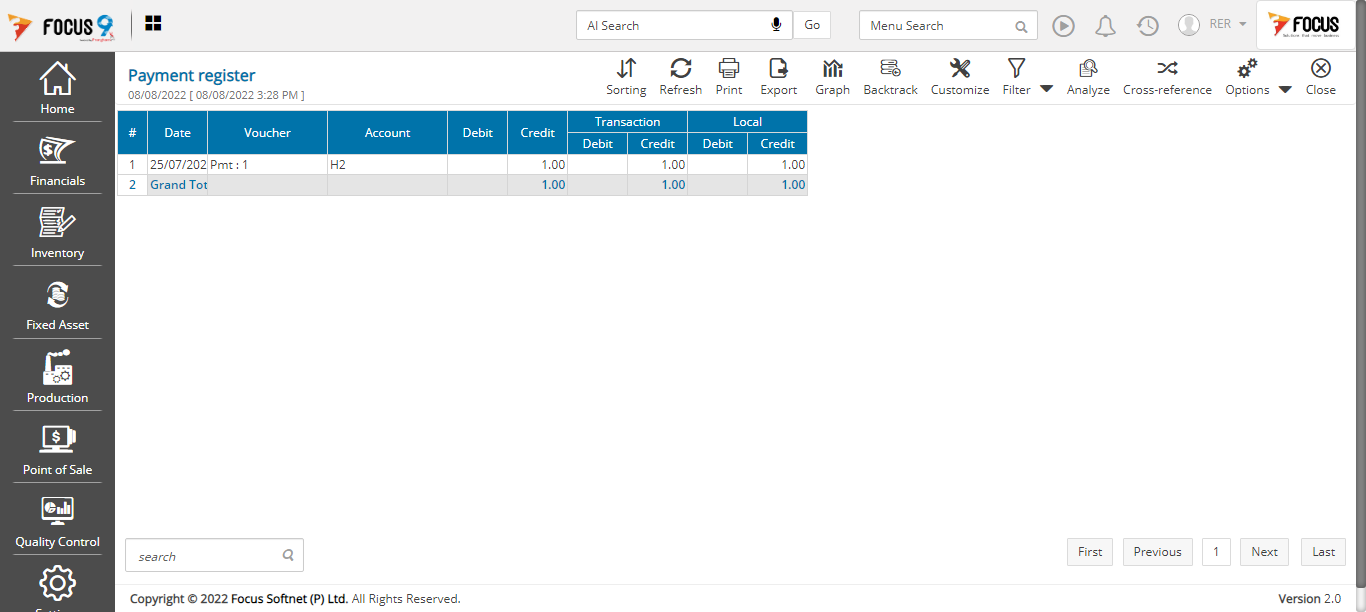 FOCUS 9
AI Search
Go
Menu Search
RER
FOCUS
Home
Financials
Inventory
Fixed Asset
Production
Point of Sale
Quality Control
Payment register
08/08/2022 [ 08/08/2022 3:28 PM ]
Sorting Refresh Print Export Graph Backtrack Customize Filter Analyze Cross-reference Options Close
# Date Voucher Account Debit Credit Transaction Local
Debit Credit Debit Credit
1 25/07/202 Pmt : 1 H2 1.00 1.00 1.00
2 Grand Tot 1.00 1.00 1.00
search
First Previous 1 Next Last
Copyright © 2022 Focus Softnet (P) Ltd. All Rights Reserved.
Version 2.0